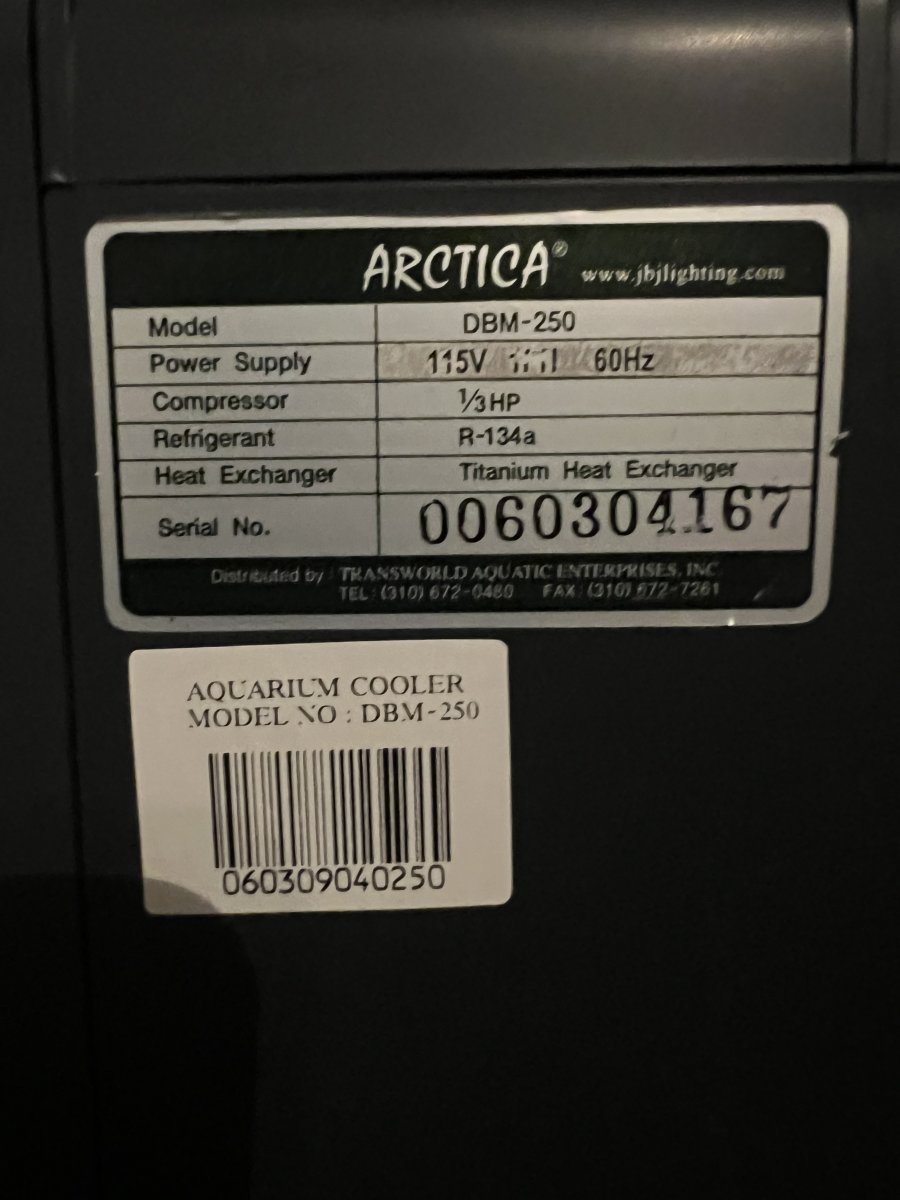 ARCTICA® www.jbjlighting.com
Model DBM-250
Power Supply 115V 60Hz
Compressor 1/3HP
Refrigerant R-134a
Heat Exchanger Titanium Heat Exchanger
Serial No. 0060304167
Distributed by : TRANSWORLD AQUATIC ENTERPRISES, INC.
TEL : (310) 672-0480 FAX : (310) 672-7261
AQUARIUM COOLER
MODEL NO : DBM-250
060309040250